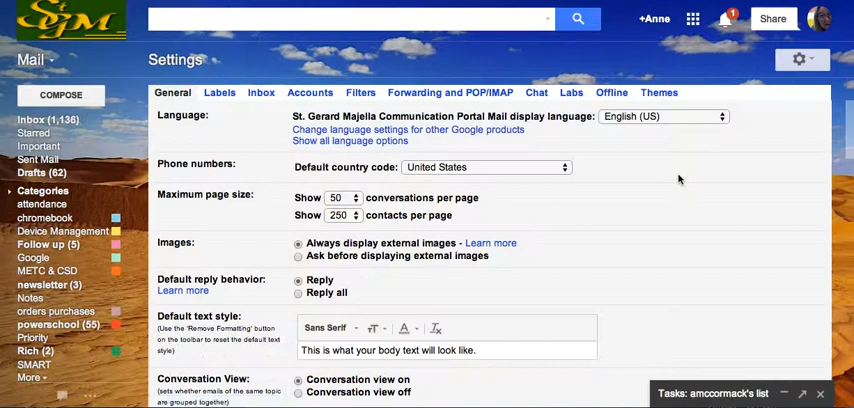 St
SGM
+Anne
1
Share
Mail
Settings
COMPOSE
General Labels Inbox Accounts Filters Forwarding and POP/IMAP Chat Labs Offline Themes
Inbox (1,136)
Starred
Important
Sent Mail
Drafts (62)
Categories
attendance
chromebook
Device Management
Follow up (5)
Google
METC & CSD
newsletter (3)
Notes
orders purchases
powerschool (55)
Priority
Rich (2)
SMART
More
Language: St. Gerard Majella Communication Portal Mail display language: English (US)
Change language settings for other Google products
Show all language options
Phone numbers: Default country code: United States
Maximum page size: Show 50 conversations per page
Show 250 contacts per page
Images: Always display external images - Learn more
Ask before displaying external images
Default reply behavior: Reply
Learn more Reply all
Default text style:
(Use the 'Remove Formatting' button
on the toolbar to reset the default text
style)
Sans Serif
This is what your body text will look like.
Conversation View: Conversation view on
(sets whether emails of the same topic
are grouped together)
Conversation view off
Tasks: amccormack's list